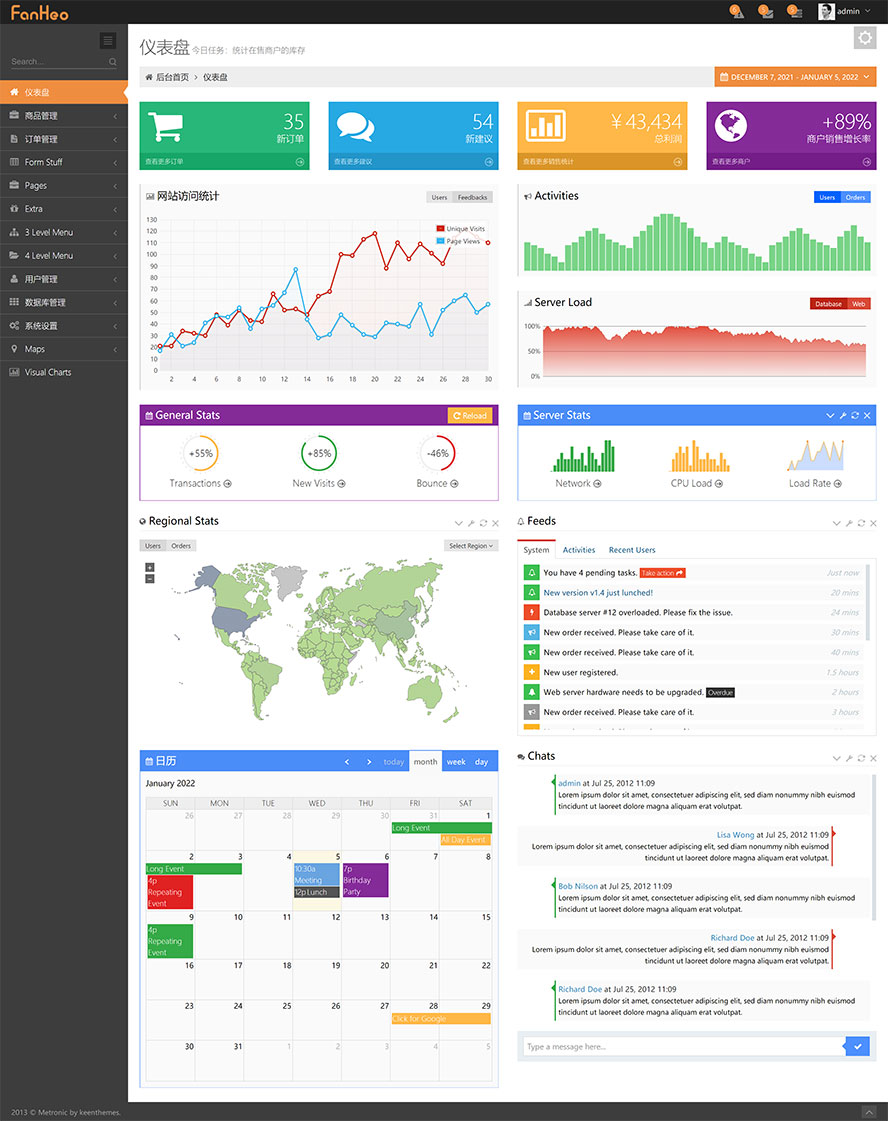 FanHeo
6
5
5
admin
Search...
仪表盘
商品管理
订单管理
Form Stuff
Pages
Extra
3 Level Menu
4 Level Menu
用户管理
数据库管理
系统设置
Maps
Visual Charts
仪表盘 今日任务：统计在售商户的库存
后台首页 > 仪表盘
DECEMBER 7, 2021 - JANUARY 5, 2022
35
新订单
查看更多订单
54
新建议
查看更多建议
￥43,434
总利润
查看更多销售统计
+89%
商户销售增长率
查看更多商户
网站访问统计
Users Feedbacks
Unique Visits
Page Views
130
120
110
100
90
80
70
60
50
40
30
20
10
0
2 4 6 8 10 12 14 16 18 20 22 24 26 28 30
Activities
Users Orders
Server Load
Database Web
100%
50%
0%
General Stats
Reload
+55%
+85%
-46%
Transactions
New Visits
Bounce
Server Stats
Network
CPU Load
Load Rate
Regional Stats
Users Orders
Select Region
+
−
Feeds
System Activities Recent Users
You have 4 pending tasks. Take action Just now
New version v1.4 just lunched! 20 mins
Database server #12 overloaded. Please fix the issue. 24 mins
New order received. Please take care of it. 30 mins
New order received. Please take care of it. 40 mins
New user registered. 1.5 hours
Web server hardware needs to be upgraded. Overdue 2 hours
New order received. Please take care of it. 3 hours
日历
today month week day
January 2022
SUN MON TUE WED THU FRI SAT
26 27 28 29 30 31 1
Long Event
All Day Event
2 3 4 5 6 7 8
Long Event
4p
Repeating
Event
10:30a
Meeting
12p Lunch
7p
Birthday
Party
9 10 11 12 13 14 15
4p
Repeating
Event
16 17 18 19 20 21 22
23 24 25 26 27 28 29
Click for Google
30 31 1 2 3 4 5
Chats
admin at Jul 25, 2012 11:09
Lorem ipsum dolor sit amet, consectetuer adipiscing elit, sed diam nonummy nibh euismod
tincidunt ut laoreet dolore magna aliquam erat volutpat.
Lisa Wong at Jul 25, 2012 11:09
Lorem ipsum dolor sit amet, consectetuer adipiscing elit, sed diam nonummy nibh euismod
tincidunt ut laoreet dolore magna aliquam erat volutpat.
Bob Nilson at Jul 25, 2012 11:09
Lorem ipsum dolor sit amet, consectetuer adipiscing elit, sed diam nonummy nibh euismod
tincidunt ut laoreet dolore magna aliquam erat volutpat.
Richard Doe at Jul 25, 2012 11:09
Lorem ipsum dolor sit amet, consectetuer adipiscing elit, sed diam nonummy nibh euismod
tincidunt ut laoreet dolore magna aliquam erat volutpat.
Richard Doe at Jul 25, 2012 11:09
Lorem ipsum dolor sit amet, consectetuer adipiscing elit, sed diam nonummy nibh euismod
tincidunt ut laoreet dolore magna aliquam erat volutpat.
Type a message here...
2013 © Metronic by keenthemes.